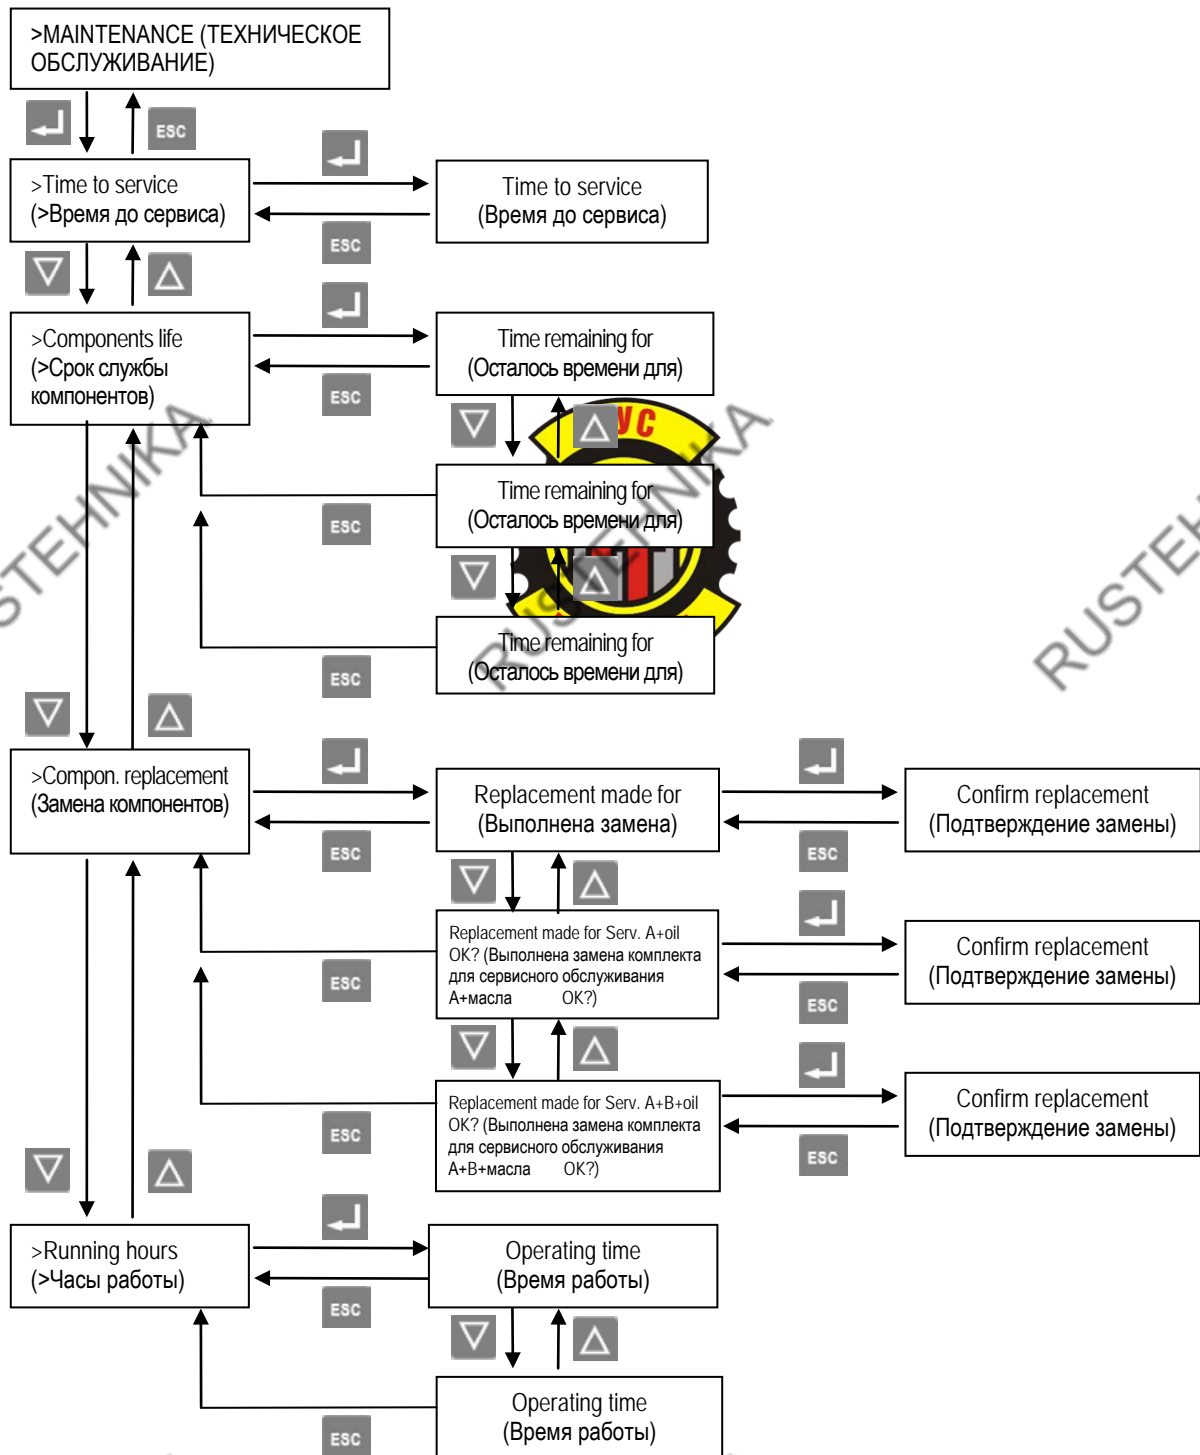 >MAINTENANCE (ТЕХНИЧЕСКОЕ
ОБСЛУЖИВАНИЕ)
ESC
>Time to service
(>Время до сервиса)
Time to service
(Время до сервиса)
ESC
>Components life
(>Срок службы
компонентов)
Time remaining for
(Осталось времени для)
ESC
УС
Time remaining for
(Осталось времени для)
ESC
RUSTEHNIKA
Time remaining for
(Осталось времени для)
ESC
>Compon. replacement
(Замена компонентов)
Replacement made for
(Выполнена замена)
Confirm replacement
(Подтверждение замены)
ESC
ESC
Replacement made for Serv. A+oil
OK? (Выполнена замена комплекта
для сервисного обслуживания
А+масла OK?)
Confirm replacement
(Подтверждение замены)
ESC
ESC
Replacement made for Serv. A+B+oil
OK? (Выполнена замена комплекта
для сервисного обслуживания
А+В+масла OK?)
Confirm replacement
(Подтверждение замены)
ESC
ESC
>Running hours
(>Часы работы)
Operating time
(Время работы)
ESC
Operating time
(Время работы)
ESC